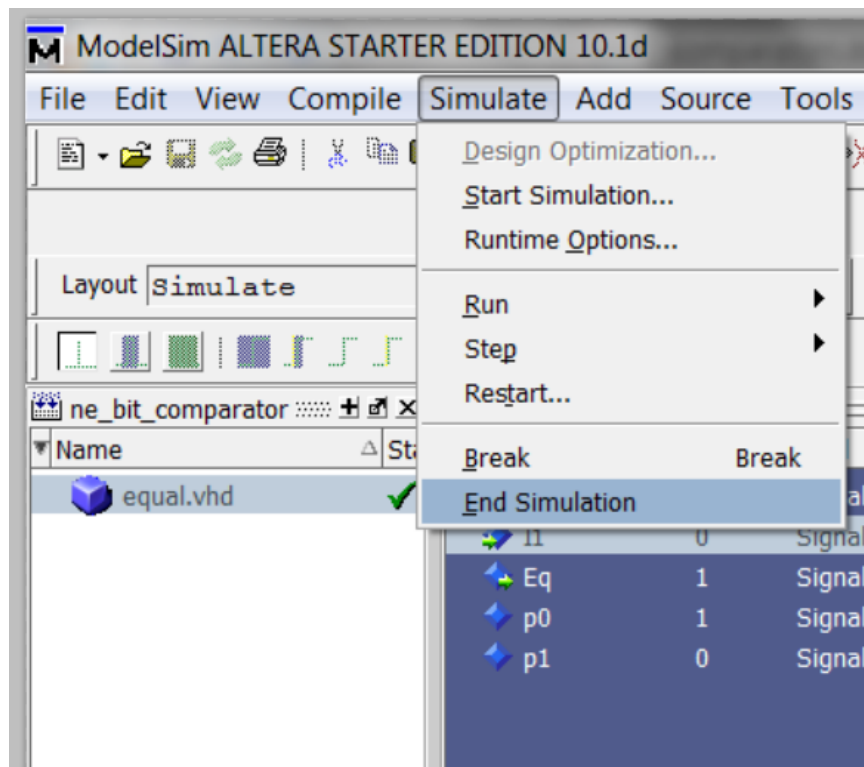 ModelSim ALTERA STARTER EDITION 10.1d
File Edit View Compile Simulate Add Source Tools
Design Optimization...
Start Simulation...
Runtime Options...
Layout Simulate
Run
Step
Restart...
ne_bit_comparator
Name
Break Break
equal.vhd
End Simulation
I1 0 Signal
Eq 1 Signal
p0 1 Signal
p1 0 Signal